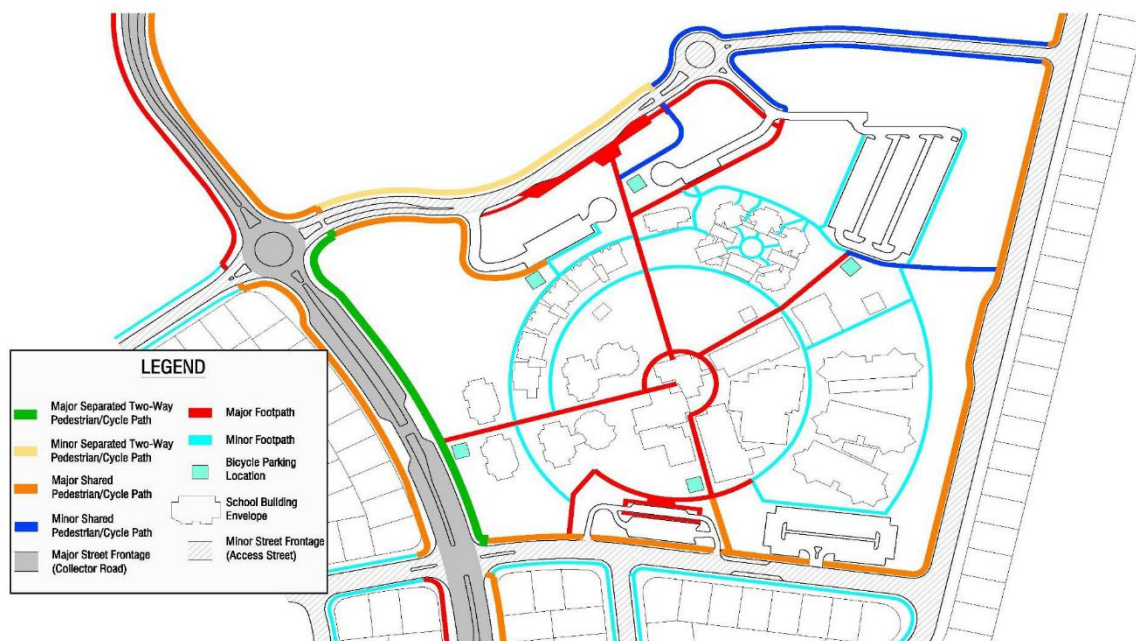 LEGEND
Major Separated Two-Way
Pedestrian/Cycle Path
Minor Separated Two-Way
Pedestrian/Cycle Path
Major Shared
Pedestrian/Cycle Path
Minor Shared
Pedestrian/Cycle Path
Major Street Frontage
(Collector Road)
Major Footpath
Minor Footpath
Bicycle Parking
Location
School Building
Envelope
Minor Street Frontage
(Access Street)